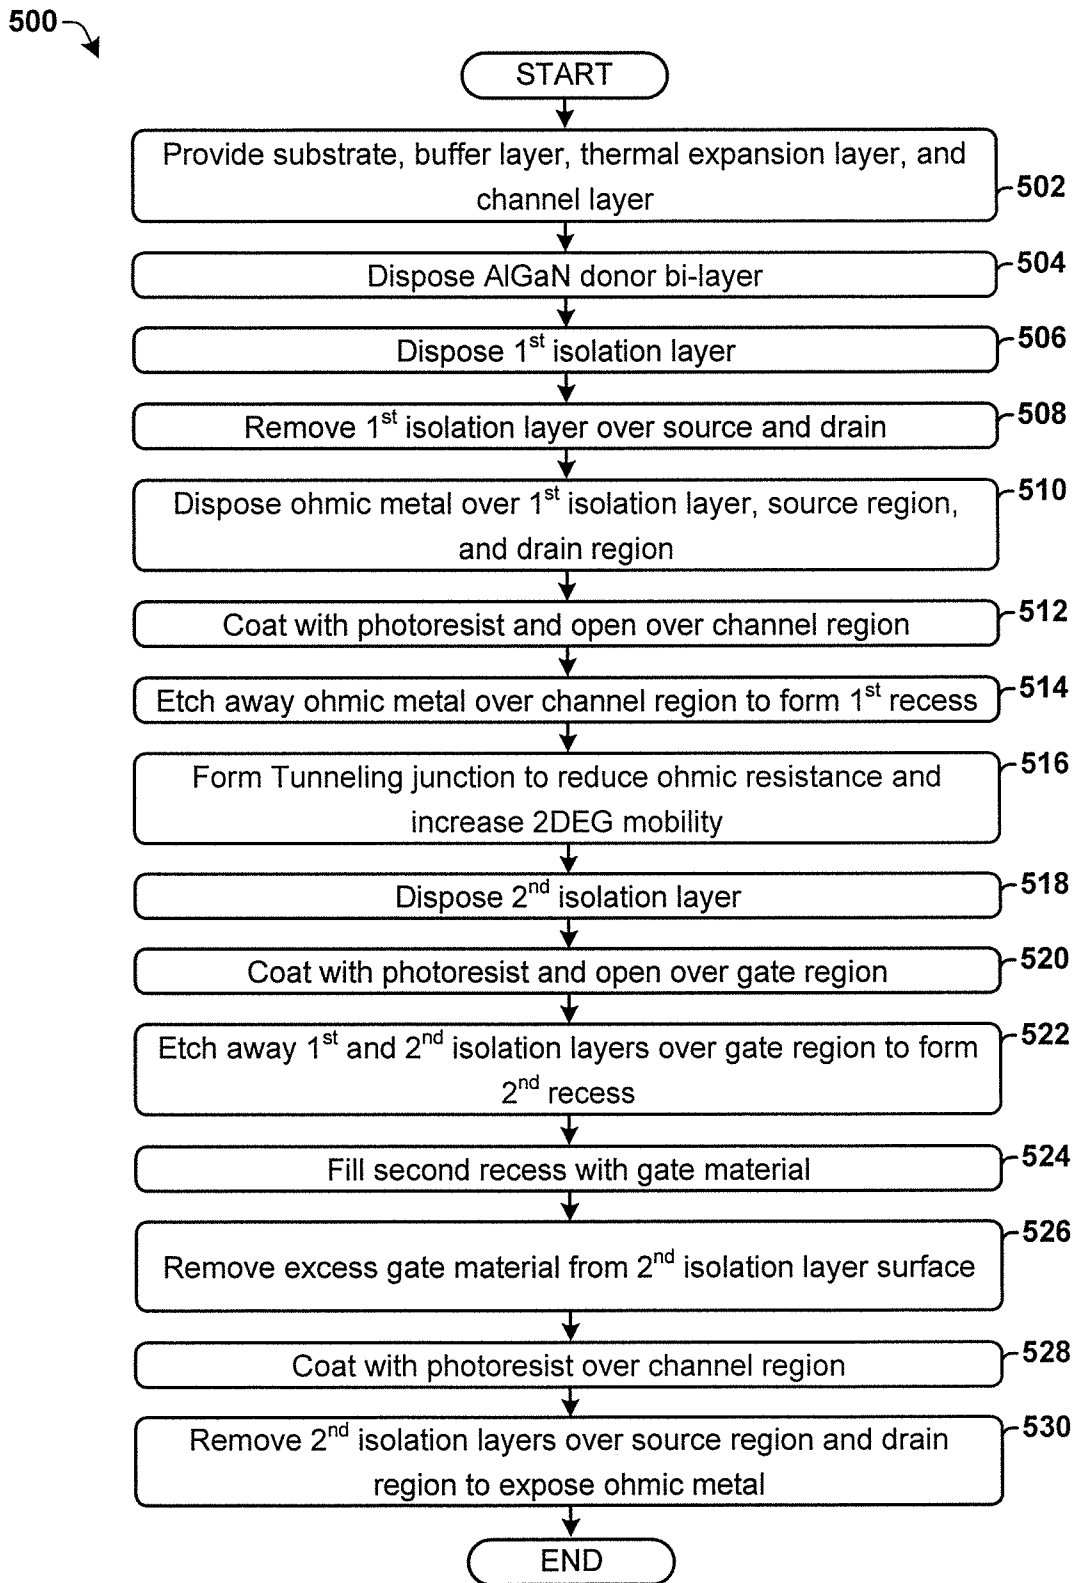 500
START
Provide substrate, buffer layer, thermal expansion layer, and
channel layer
502
Dispose AlGaN donor bi-layer
504
Dispose 1st isolation layer
506
Remove 1st isolation layer over source and drain
508
Dispose ohmic metal over 1st isolation layer, source region,
and drain region
510
Coat with photoresist and open over channel region
512
Etch away ohmic metal over channel region to form 1st recess
514
Form Tunneling junction to reduce ohmic resistance and
increase 2DEG mobility
516
Dispose 2nd isolation layer
518
Coat with photoresist and open over gate region
520
Etch away 1st and 2nd isolation layers over gate region to form
2nd recess
522
Fill second recess with gate material
524
Remove excess gate material from 2nd isolation layer surface
526
Coat with photoresist over channel region
528
Remove 2nd isolation layers over source region and drain
region to expose ohmic metal
530
END